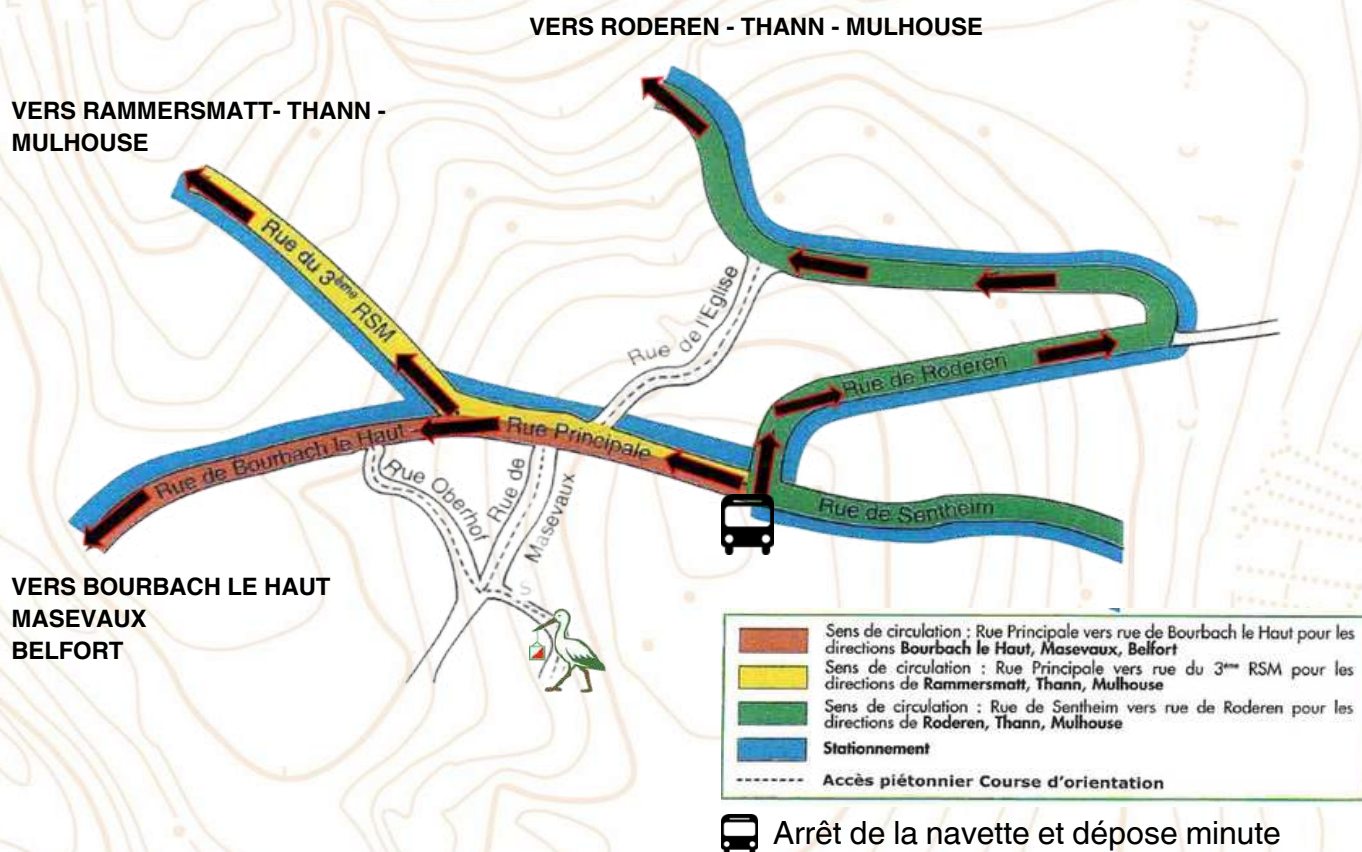 VERS RODEREN - THANN - MULHOUSE
VERS RAMMERSMATT- THANN -
MULHOUSE
Rue du 3ème RSM
Rue de l'Eglise
Rue de Roderen
Rue Principale
Rue de Bourbach le Haut
Rue Oberhof
Rue de
Masevaux
Rue de Sentheim
S
VERS BOURBACH LE HAUT
MASEVAUX
BELFORT
Sens de circulation : Rue Principale vers rue de Bourbach le Haut pour les
directions Bourbach le Haut, Masevaux, Belfort
Sens de circulation : Rue Principale vers rue du 3ème RSM pour les
directions de Rammersmatt, Thann, Mulhouse
Sens de circulation : Rue de Sentheim vers rue de Roderen pour les
directions de Roderen, Thann, Mulhouse
Stationnement
Accès piétonnier Course d'orientation
Arrêt de la navette et dépose minute